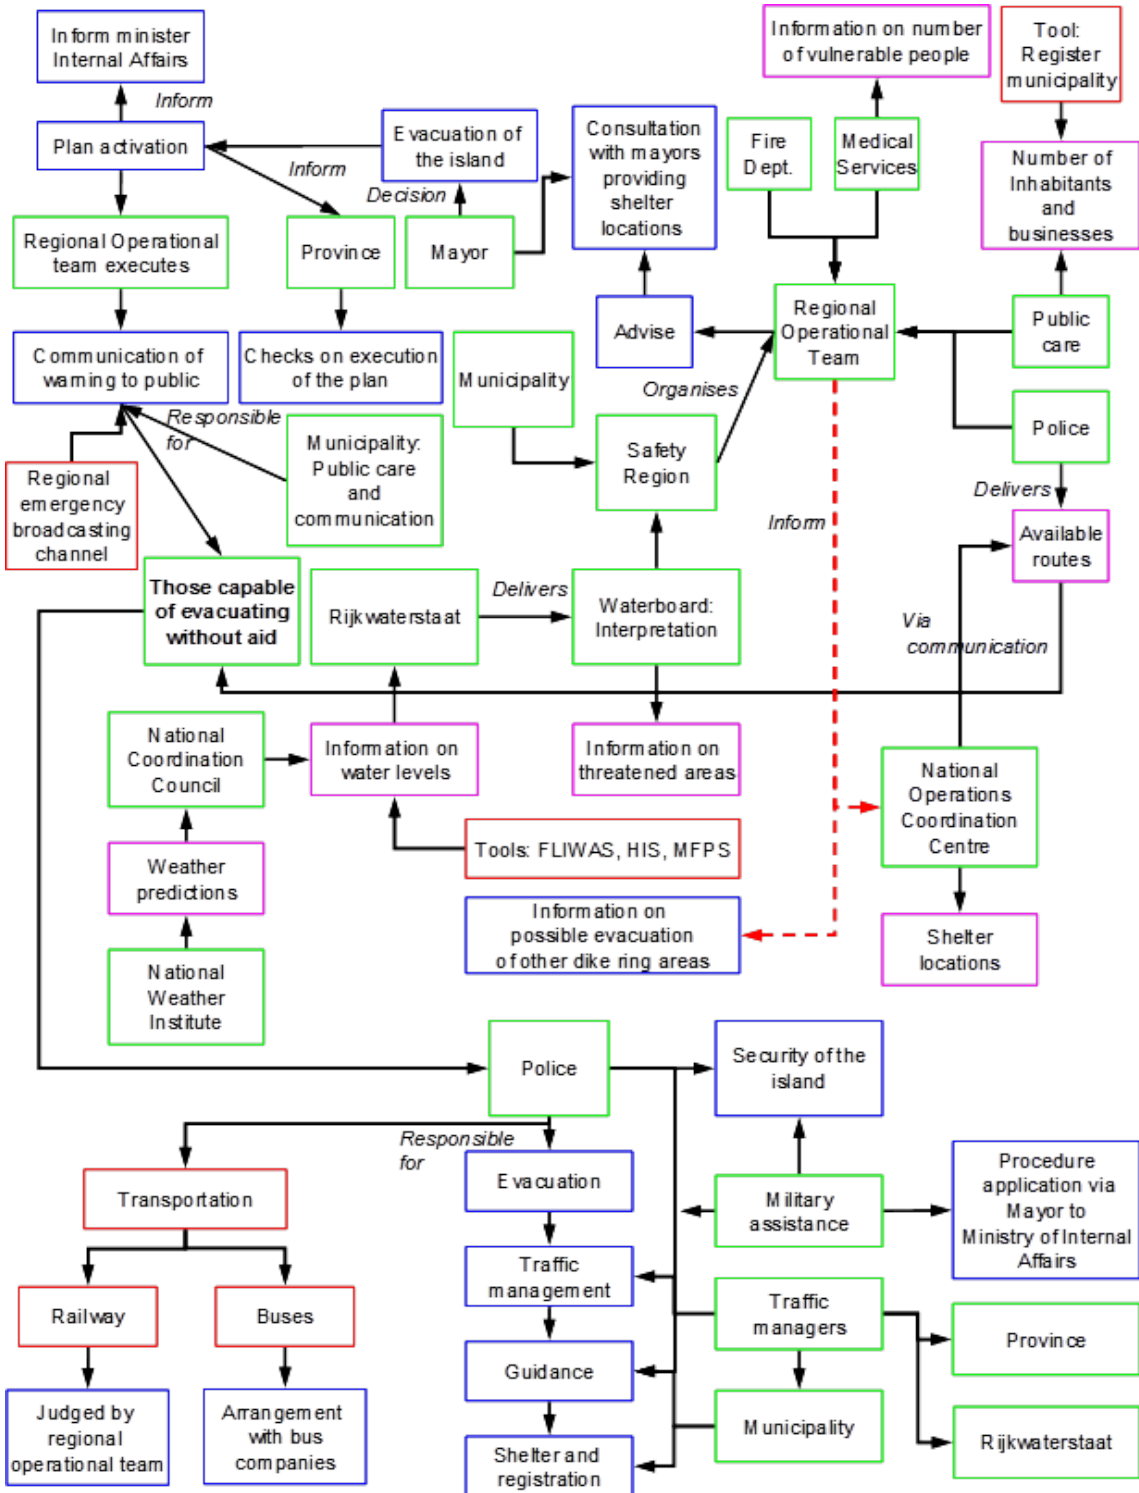 Inform minister
Internal Affairs
Information on number
of vulnerable people
Tool:
Register
municipality
Inform
Plan activation
Inform
Evacuation of
the island
Decision
Consultation
with mayors
providing
shelter
locations
Fire
Dept.
Medical
Services
Number of
Inhabitants
and
businesses
Regional Operational
team executes
Province
Mayor
Communication of
warning to public
Checks on execution
of the plan
Municipality
Advise
Regional
Operational
Team
Public
care
Organises
Responsible
for
Regional
emergency
broadcasting
channel
Municipality:
Public care
and
communication
Safety
Region
Police
Delivers
Inform
Available
routes
Those capable
of evacuating
without aid
Rijkwaterstaat
Delivers
Waterboard:
Interpretation
Via
communication
National
Coordination
Council
Information on
water levels
Information on
threatened areas
National
Operations
Coordination
Centre
Tools: FLIWAS, HIS, MFPS
Weather
predictions
Information on
possible evacuation
of other dike ring areas
Shelter
locations
National
Weather
Institute
Police
Security of the
island
Responsible
for
Transportation
Evacuation
Military
assistance
Procedure
application via
Mayor to
Ministry of Internal
Affairs
Traffic
management
Railway
Buses
Traffic
managers
Province
Guidance
Judged by
regional
operational team
Arrangement
with bus
companies
Municipality
Rijkwaterstaat
Shelter and
registration